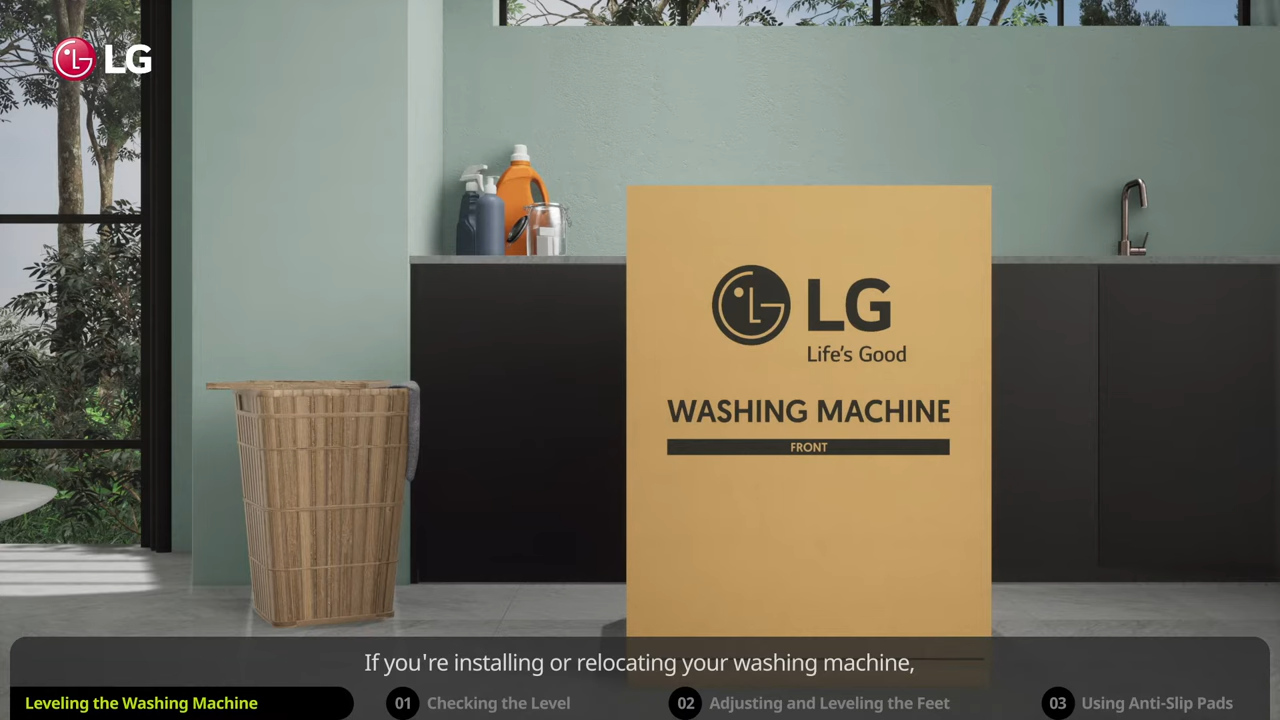 LG
LG
Life's Good
WASHING MACHINE
FRONT
If you're installing or relocating your washing machine,
Leveling the Washing Machine
01 Checking the Level
02 Adjusting and Leveling the Feet
03 Using Anti-Slip Pads